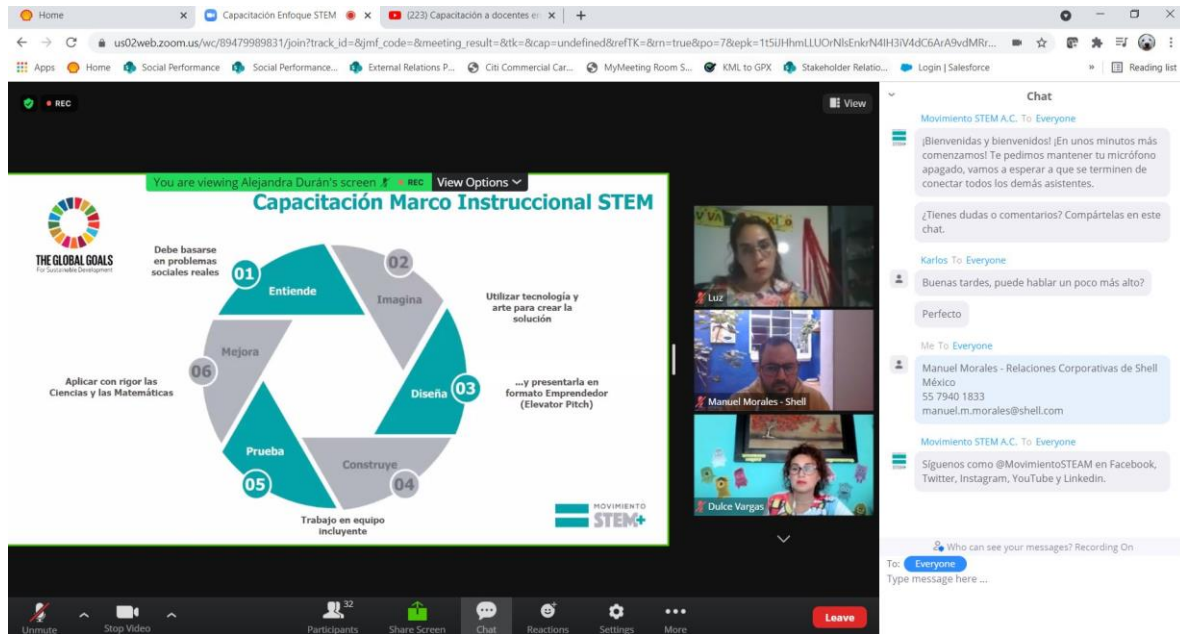 Home
Capacitación Enfoque STEM
(223) Capacitación a docentes en
us02web.zoom.us/wc/89479989831/join?track_id=&jmf_code=&meeting_result=&tk=&cap=undefined&refTK=&rn=true&po=7&epk=
Apps
Home
Social Performance
Social Performance...
External Relations P...
Citi Commercial Car...
MyMeeting Room S...
KML to GPX
Stakeholder Relatio...
Login | Salesforce
»
Reading list
REC
View
You are viewing Alejandra Durán's screen
REC
View Options
Capacitación Marco Instruccional STEM
THE GLOBAL GOALS
For Sustainable Development
Debe basarse
en problemas
sociales reales
01
Entiende
02
Imagina
Utilizar tecnología y
arte para crear la
solución
Diseña
03
...y presentarla en
formato Emprendedor
(Elevator Pitch)
Construye
04
Trabajo en equipo
incluyente
Prueba
05
Mejora
06
Aplicar con rigor las
Ciencias y las Matemáticas
MOVIMIENTO
STEM+
Luz
Manuel Morales - Shell
Dulce Vargas
Chat
Movimiento STEM A.C. To Everyone
¡Bienvenidas y bienvenidos! ¡En unos minutos más
comenzamos! Te pedimos mantener tu micrófono
apagado, vamos a esperar a que se terminen de
conectar todos los demás asistentes.
¿Tienes dudas o comentarios? Compártelas en este
chat.
Karlos To Everyone
Buenas tardes, puede hablar un poco más alto?
Perfecto
Me To Everyone
Manuel Morales - Relaciones Corporativas de Shell
México
55 7940 1833
manuel.m.morales@shell.com
Movimiento STEM A.C. To Everyone
Síguenos como @MovimientoSTEAM en Facebook,
Twitter, Instagram, YouTube y Linkedin.
Who can see your messages? Recording On
To: Everyone
Type message here ...
Unmute
Stop Video
32
Participants
Share Screen
Chat
Reactions
Settings
More
Leave